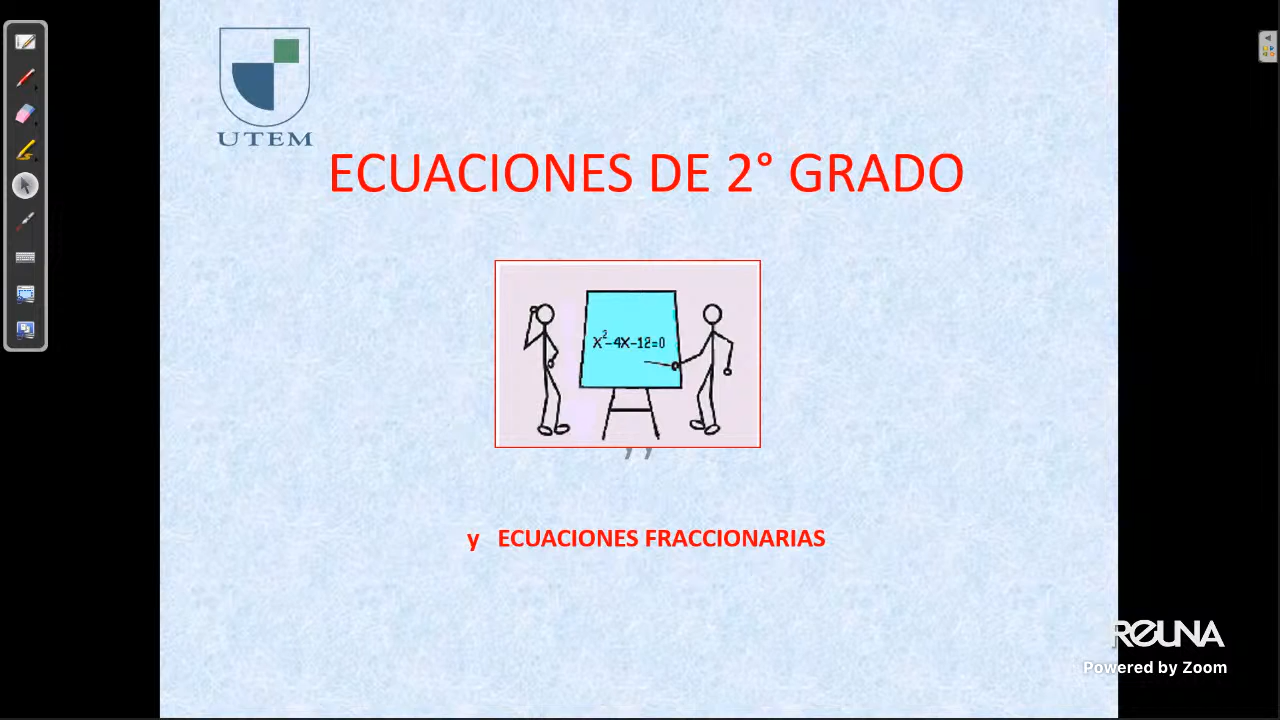 UTEM
ECUACIONES DE 2° GRADO
x²-4x-12=0
,,
y ECUACIONES FRACCIONARIAS
REUNA
Powered by Zoom